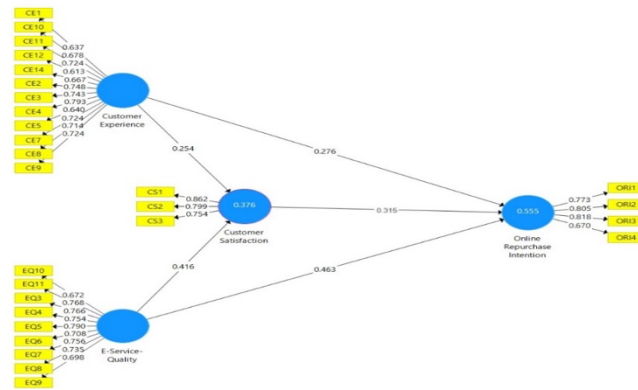 CE1
CE10
CE11
CE12
CE14
CE2
CE3
CE4
CE5
CE7
CE8
CE9
0.637
0.678
0.724
0.613
0.667
0.748
0.743
0.793
0.640
0.724
0.714
0.724
Customer
Experience
0.254
0.276
CS1
CS2
CS3
0.862
0.799
0.754
0.376
Customer
Satisfaction
0.315
0.555
Online
Repurchase
Intention
0.773
0.805
0.818
0.670
ORI1
ORI2
ORI3
ORI4
0.416
0.463
EQ10
EQ11
EQ3
EQ4
EQ5
EQ6
EQ7
EQ8
EQ9
0.672
0.768
0.766
0.754
0.790
0.708
0.756
0.735
0.698
E-Service-
Quality